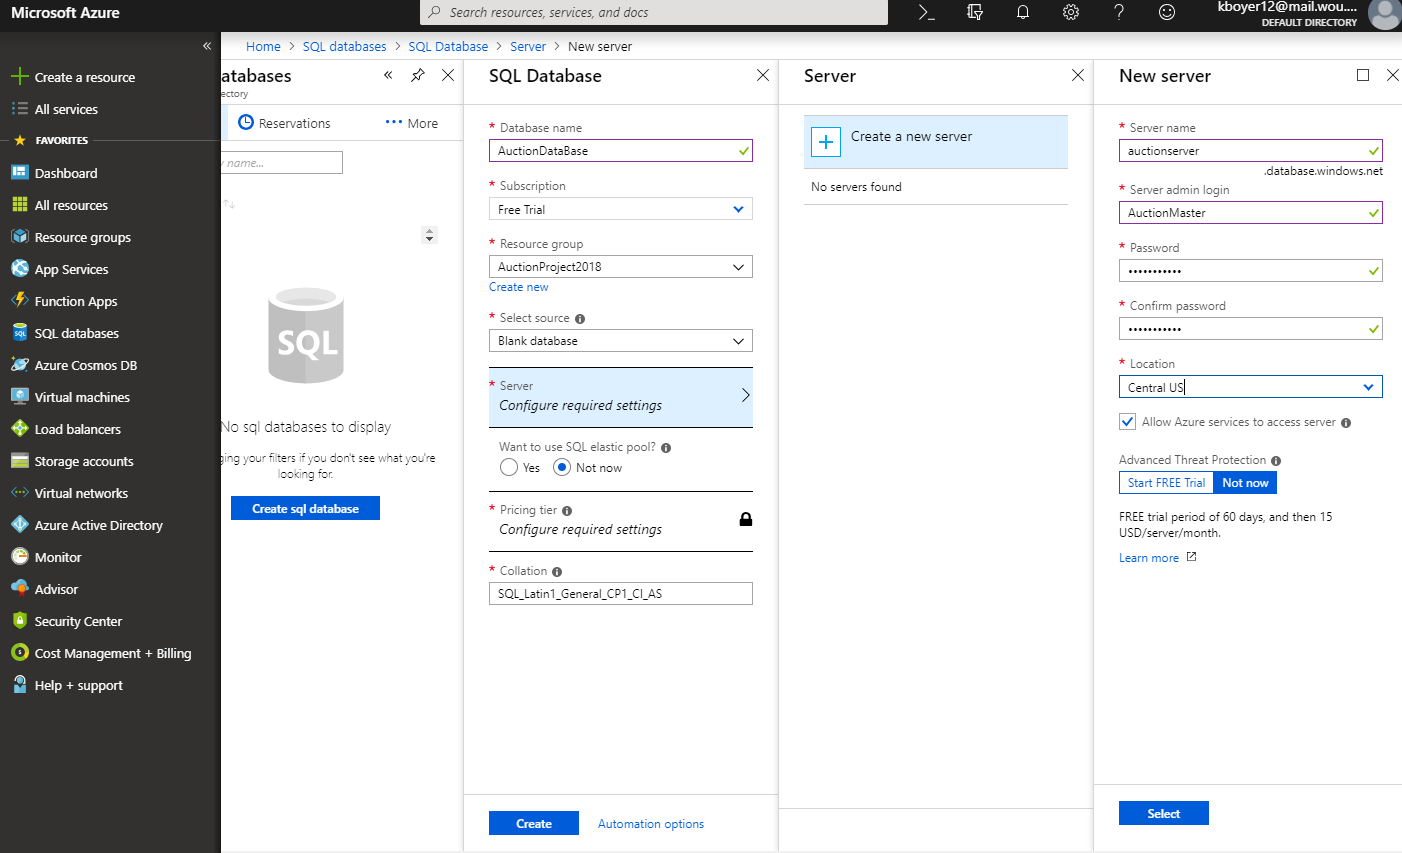 Microsoft Azure
Search resources, services, and docs
kboyer12@mail.wou....
DEFAULT DIRECTORY
Home > SQL databases > SQL Database > Server > New server
Create a resource
All services
FAVORITES
Dashboard
All resources
Resource groups
App Services
Function Apps
SQL databases
Azure Cosmos DB
Virtual machines
Load balancers
Storage accounts
Virtual networks
Azure Active Directory
Monitor
Advisor
Security Center
Cost Management + Billing
Help + support
atabases
ectory
Reservations
More
name...
SQL
No sql databases to display
ging your filters if you don't see what you're
looking for.
Create sql database
SQL Database
* Database name
AuctionDataBase
* Subscription
Free Trial
* Resource group
AuctionProject2018
Create new
* Select source
Blank database
* Server
Configure required settings
Want to use SQL elastic pool?
Yes Not now
* Pricing tier
Configure required settings
* Collation
SQL_Latin1_General_CP1_CI_AS
Create
Automation options
Server
Create a new server
No servers found
New server
* Server name
auctionserver
.database.windows.net
* Server admin login
AuctionMaster
* Password
•••••••••••
* Confirm password
•••••••••••
* Location
Central US
Allow Azure services to access server
Advanced Threat Protection
Start FREE Trial Not now
FREE trial period of 60 days, and then 15
USD/server/month.
Learn more
Select